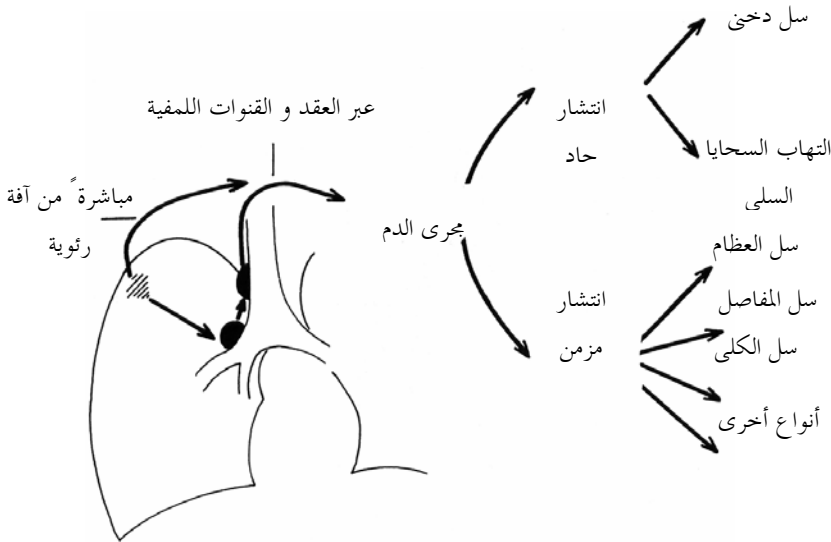 سل دخني
عبر العقد و القنوات اللمفية
انتشار
حاد
التهاب السحايا
السلي
مباشرةً من آفة
رئوية
مجرى الدم
سل العظام
انتشار
مزمن
سل المفاصل
سل الكلى
أنواع أخرى